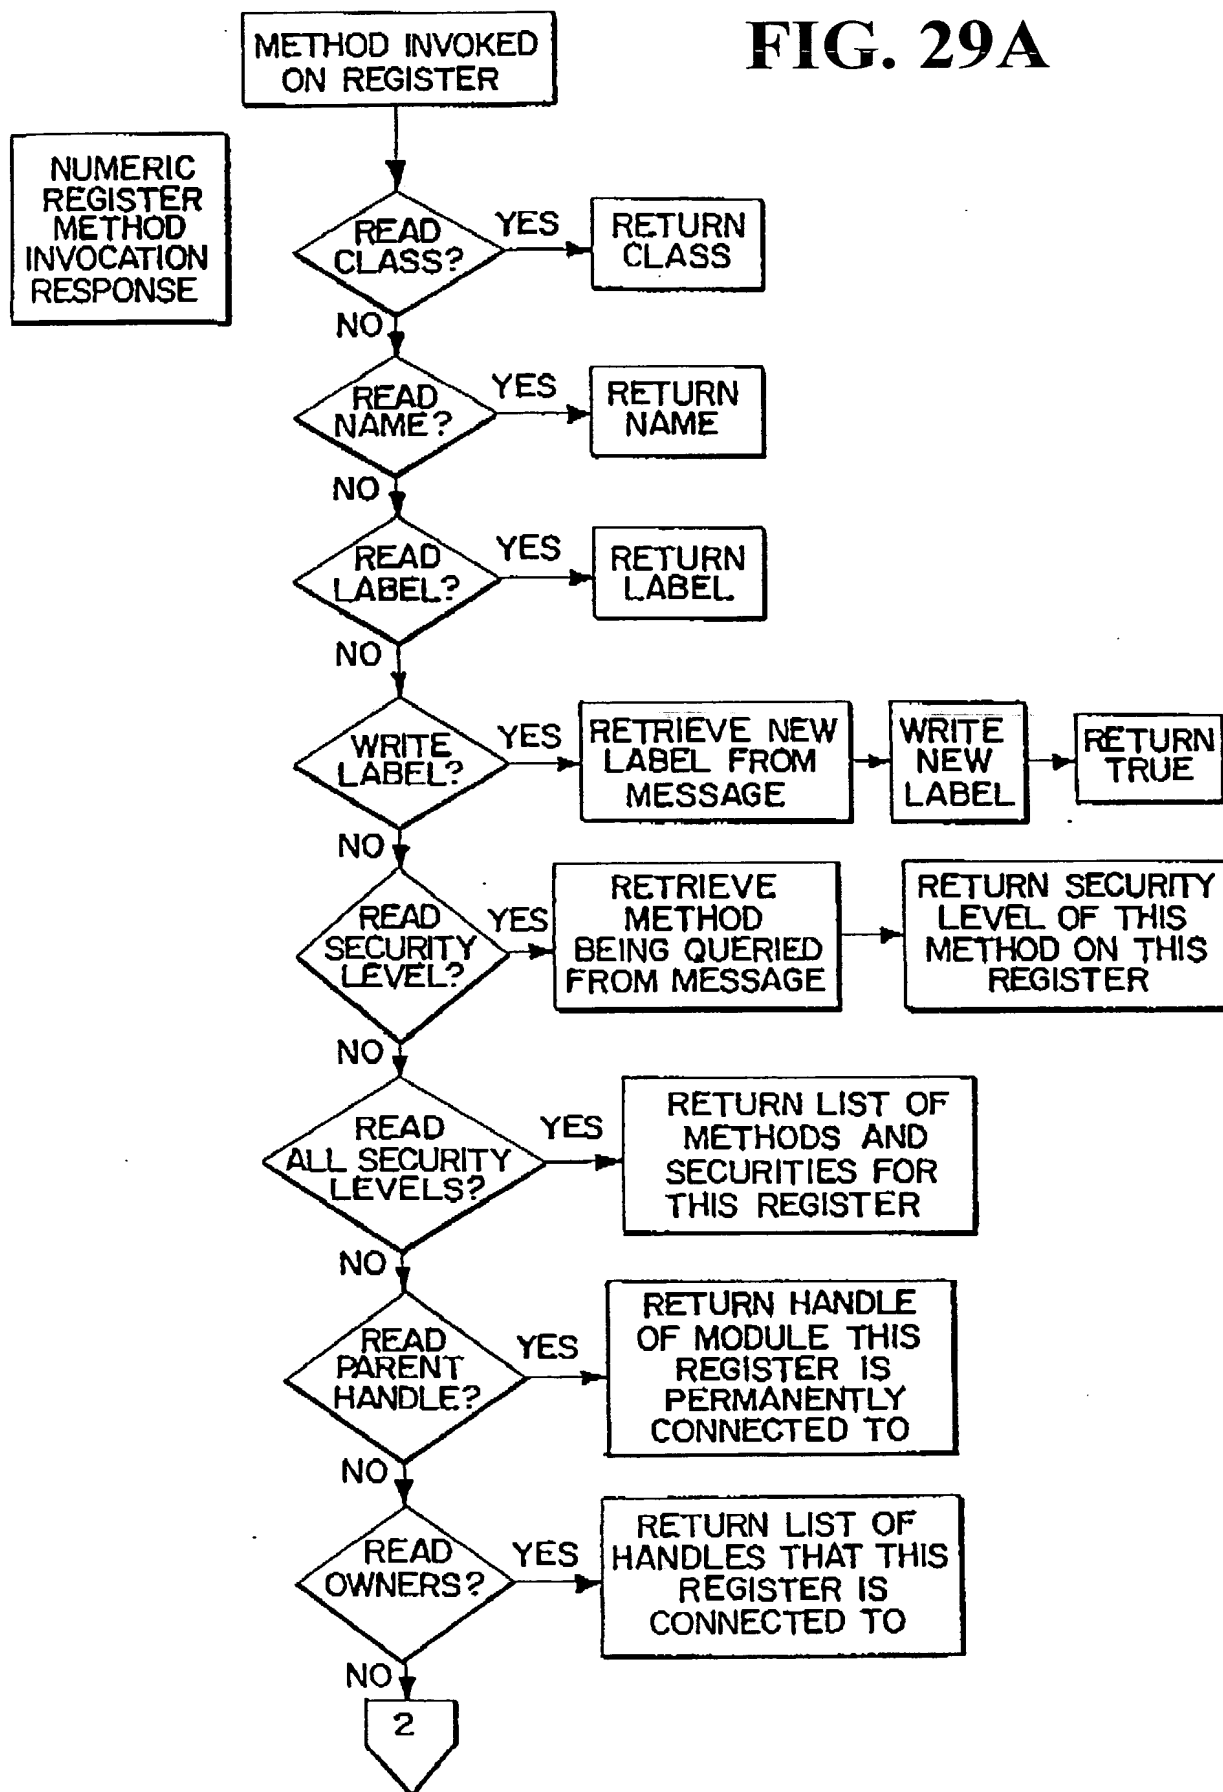 FIG. 29A
METHOD INVOKED
ON REGISTER
NUMERIC
REGISTER
METHOD
INVOCATION
RESPONSE
READ
CLASS?
YES
RETURN
CLASS
NO
READ
NAME?
YES
RETURN
NAME
NO
READ
LABEL?
YES
RETURN
LABEL
NO
WRITE
LABEL?
YES
RETRIEVE NEW
LABEL FROM
MESSAGE
WRITE
NEW
LABEL
RETURN
TRUE
NO
READ
SECURITY
LEVEL?
YES
RETRIEVE
METHOD
BEING QUERIED
FROM MESSAGE
RETURN SECURITY
LEVEL OF THIS
METHOD ON THIS
REGISTER
NO
READ
ALL SECURITY
LEVELS?
YES
RETURN LIST OF
METHODS AND
SECURITIES FOR
THIS REGISTER
NO
READ
PARENT
HANDLE?
YES
RETURN HANDLE
OF MODULE THIS
REGISTER IS
PERMANENTLY
CONNECTED TO
NO
READ
OWNERS?
YES
RETURN LIST OF
HANDLES THAT THIS
REGISTER IS
CONNECTED TO
NO
2